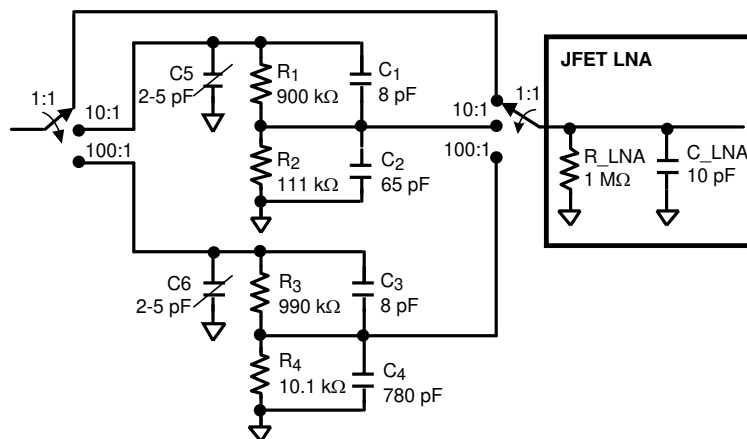 1:1
10:1
100:1
C5
2-5 pF
R1
900 kΩ
C1
8 pF
R2
111 kΩ
C2
65 pF
10:1
1:1
100:1
JFET LNA
R_LNA
1 MΩ
C_LNA
10 pF
C6
2-5 pF
R3
990 kΩ
C3
8 pF
R4
10.1 kΩ
C4
780 pF